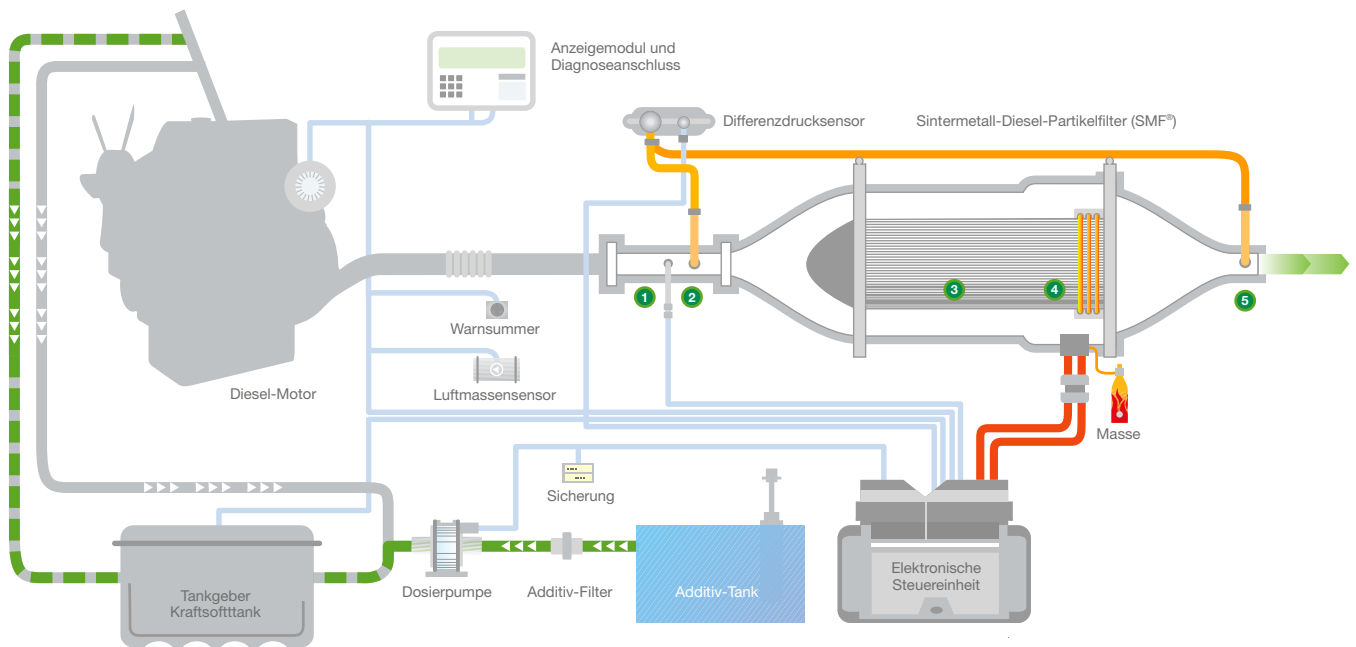 Anzeigemodul und
Diagnoseanschluss
Differenzdrucksensor
Sintermetall-Diesel-Partikelfilter (SMF®)
1
2
3
4
5
Warnsummer
Diesel-Motor
Luftmassensensor
Masse
Sicherung
Elektronische
Steuereinheit
Dosierpumpe
Additiv-Filter
Additiv-Tank
Tankgeber
Kraftsoftttank